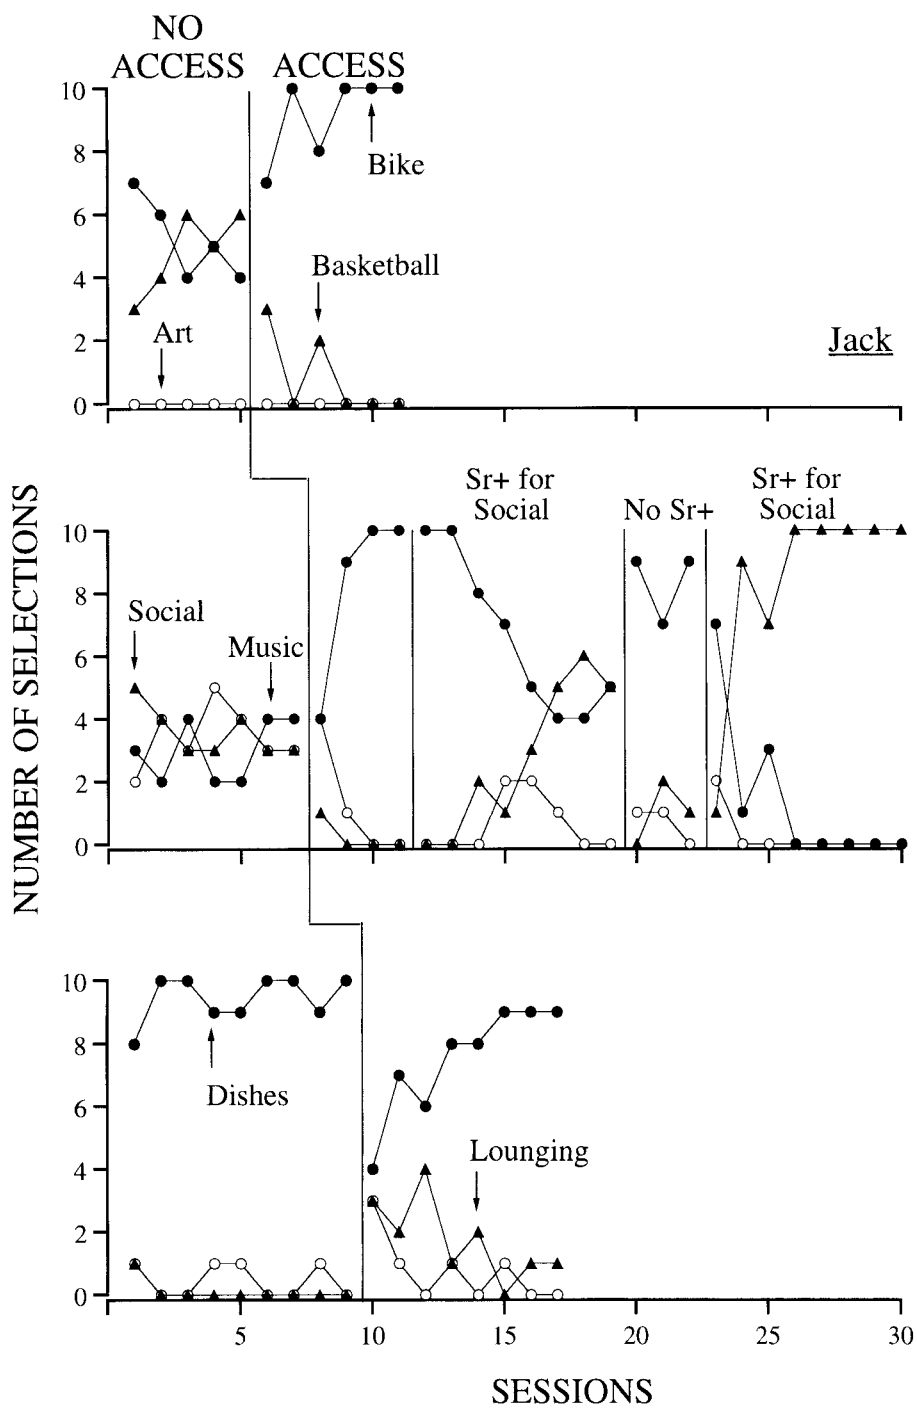 NO
ACCESS ACCESS
10
Bike
8
6
Basketball
4
Art
2
Jack
0
NUMBER OF SELECTIONS
Sr+ for
Social
No Sr+
Sr+ for
Social
10
8
Social
6
Music
4
2
0
10
8
Dishes
6
Lounging
4
2
0
5 10 15 20 25 30
SESSIONS